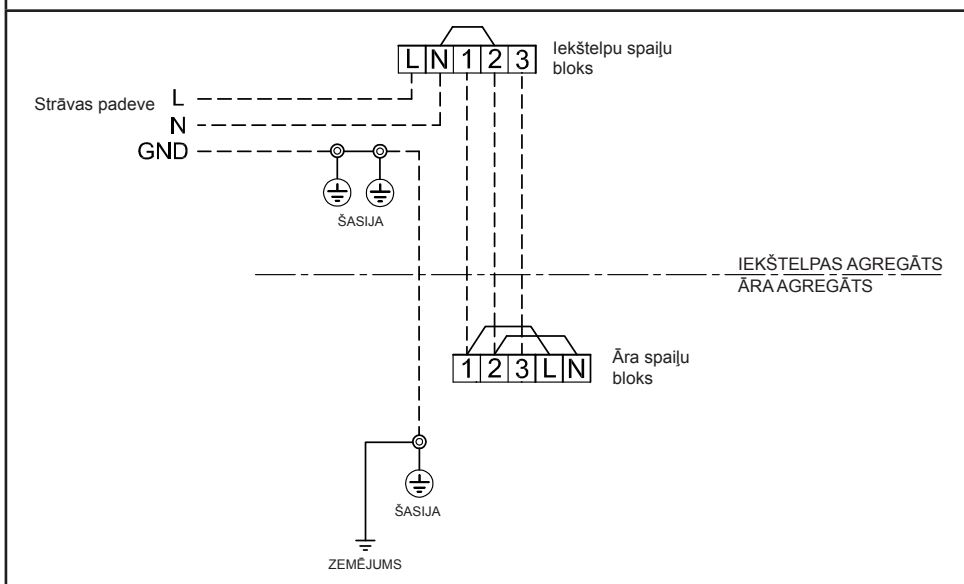 L N 1 2 3
Iekštelpu spaiļu
bloks
Strāvas padeve
L
N
GND
ŠASIJA
IEKŠTELPAS AGREGĀTS
ĀRA AGREGĀTS
1 2 3 L N
Āra spaiļu
bloks
ŠASIJA
ZEMĒJUMS